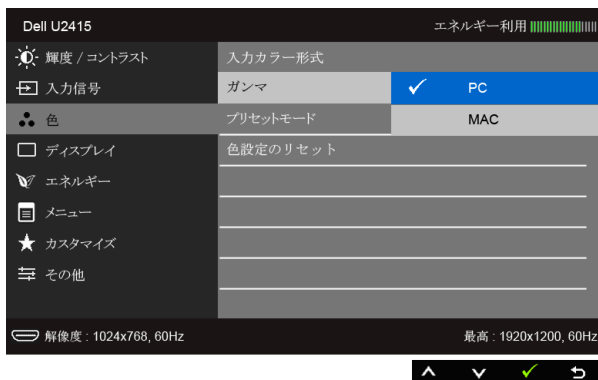 Dell U2415 エネルギー利用
輝度 / コントラスト 入力カラー形式
入力信号 ガンマ PC
色 プリセットモード MAC
ディスプレイ 色設定のリセット
エネルギー
メニュー
カスタマイズ
その他
解像度 : 1024x768, 60Hz 最高 : 1920x1200, 60Hz